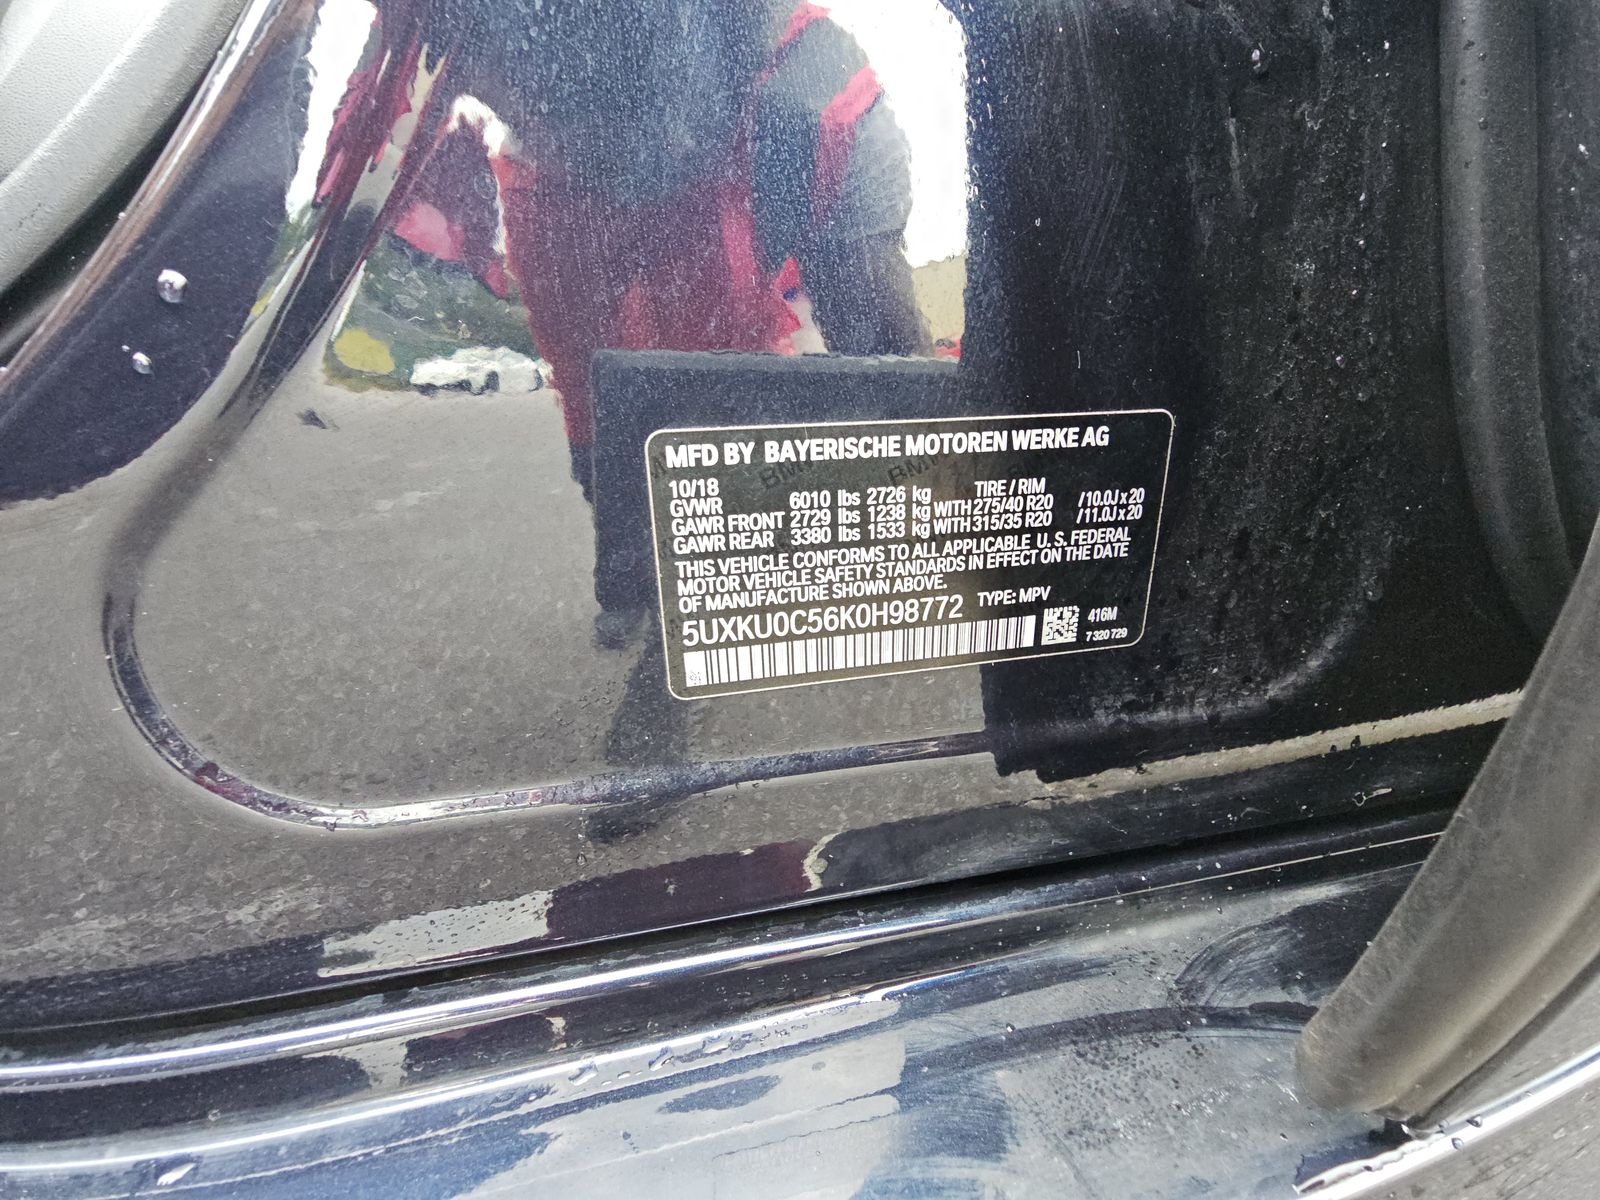 MFD BY BAYERISCHE MOTOREN WERKE AG
10/18 TIRE / RIM
GVWR 6010 lbs 2726 kg
GAWR FRONT 2729 lbs 1238 kg WITH 275/40 R20 /10.0J x 20
GAWR REAR 3380 lbs 1533 kg WITH 315/35 R20 /11.0J x 20
THIS VEHICLE CONFORMS TO ALL APPLICABLE U. S. FEDERAL
MOTOR VEHICLE SAFETY STANDARDS IN EFFECT ON THE DATE
OF MANUFACTURE SHOWN ABOVE.
5UXKU0C56K0H98772 TYPE: MPV
416M
7 320 729